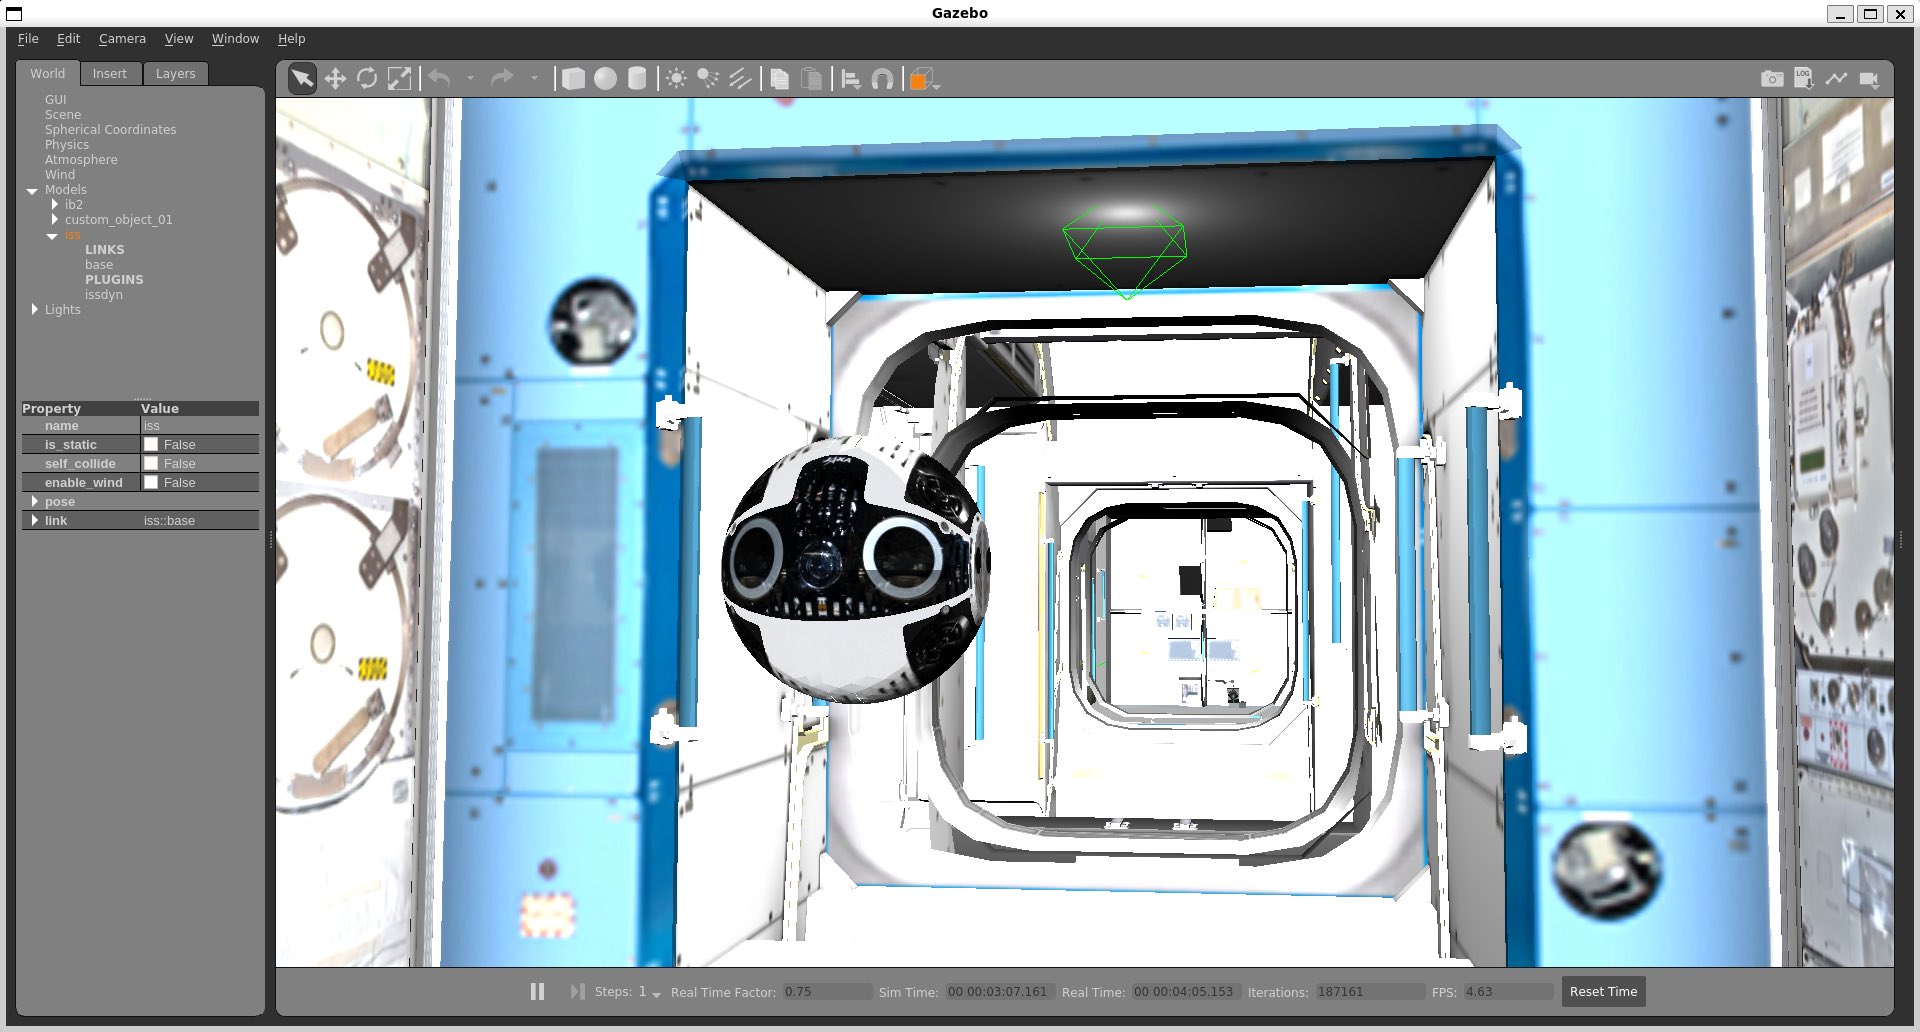 Gazebo
File Edit Camera View Window Help
World Insert Layers
GUI
Scene
Spherical Coordinates
Physics
Atmosphere
Wind
Models
ib2
custom_object_01
iss
LINKS
base
PLUGINS
issdyn
Lights
Property Value
name iss
is_static False
self_collide False
enable_wind False
pose
link iss::base
LOG
JAXA
Steps: 1 Real Time Factor: 0.75 Sim Time: 00 00:03:07.161 Real Time: 00 00:04:05.153 Iterations: 187161 FPS: 4.63 Reset Time